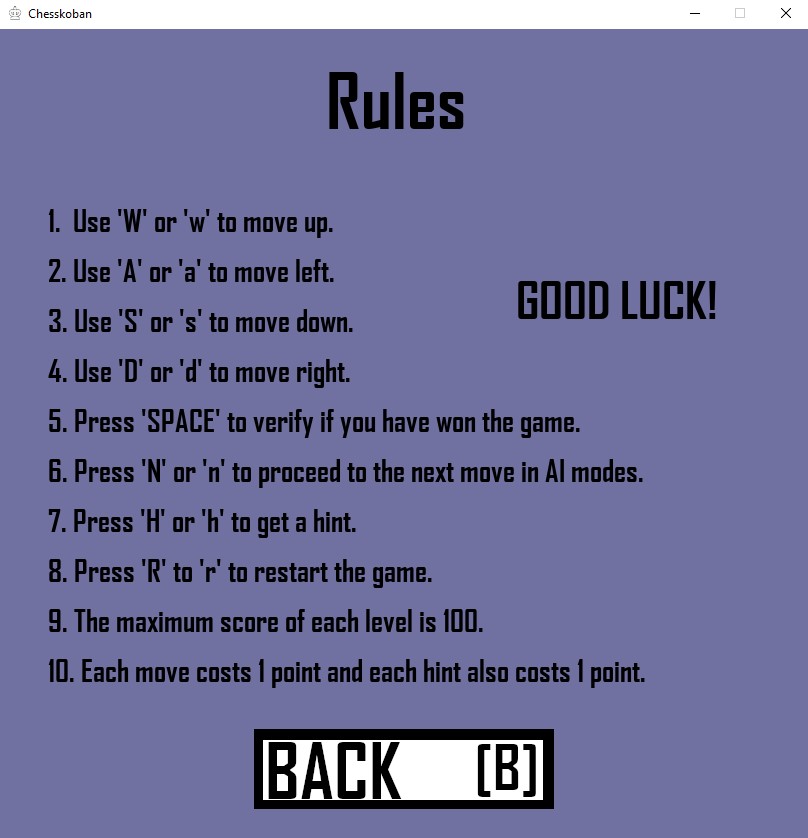 Chesskoban
Rules
1. Use 'W' or 'w' to move up.
2. Use 'A' or 'a' to move left.
GOOD LUCK!
3. Use 'S' or 's' to move down.
4. Use 'D' or 'd' to move right.
5. Press 'SPACE' to verify if you have won the game.
6. Press 'N' or 'n' to proceed to the next move in AI modes.
7. Press 'H' or 'h' to get a hint.
8. Press 'R' to 'r' to restart the game.
9. The maximum score of each level is 100.
10. Each move costs 1 point and each hint also costs 1 point.
BACK [B]